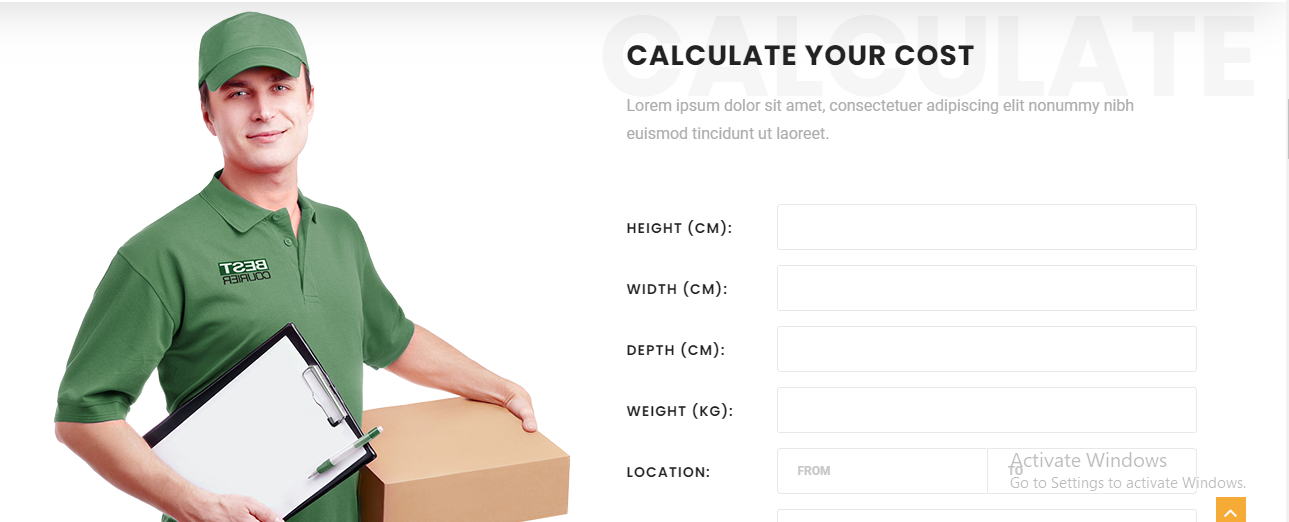 CALCULATE
CALCULATE YOUR COST
Lorem ipsum dolor sit amet, consectetuer adipiscing elit nonummy nibh
euismod tincidunt ut laoreet.
BEST
COURIER
HEIGHT (CM):
WIDTH (CM):
DEPTH (CM):
WEIGHT (KG):
LOCATION:
FROM
TO
Activate Windows
Go to Settings to activate Windows.